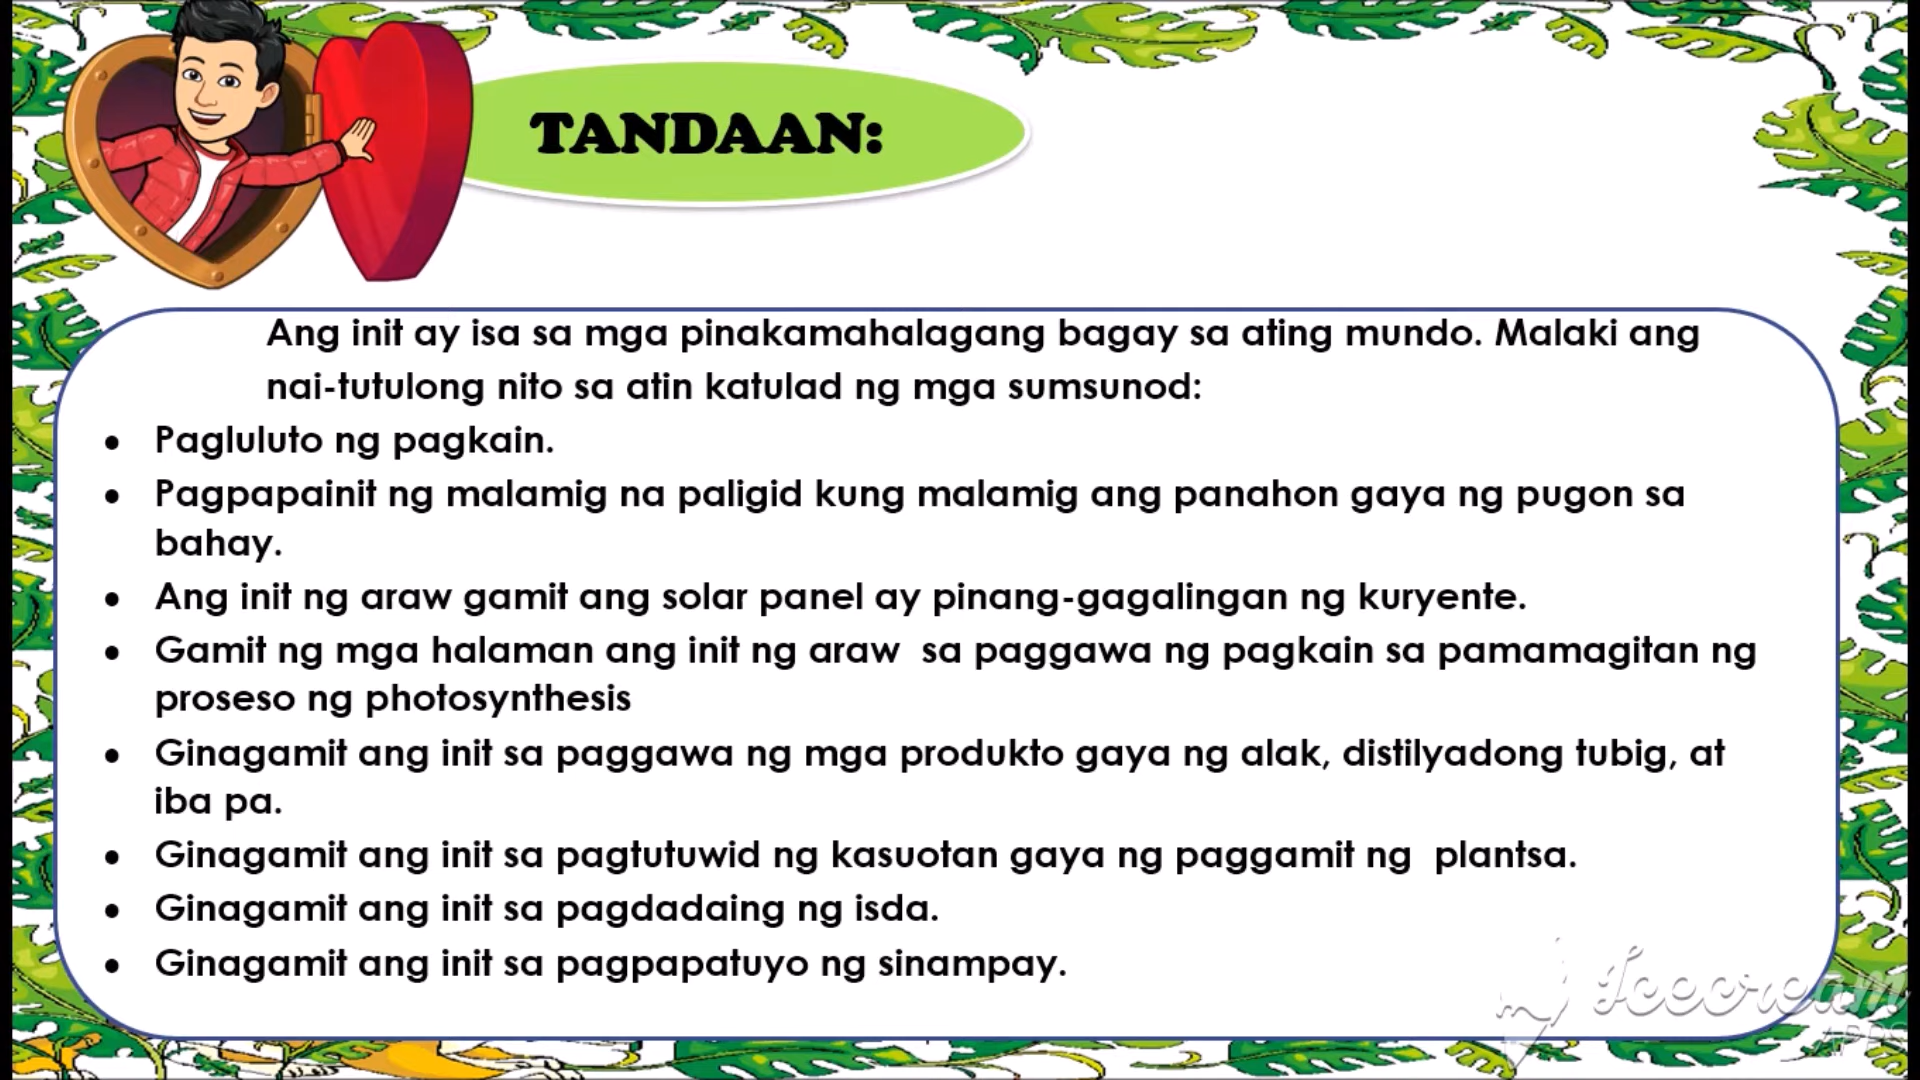 TANDAAN:
Ang init ay isa sa mga pinakamahalagang bagay sa ating mundo. Malaki ang
nai-tutulong nito sa atin katulad ng mga sumsunod:
• Pagluluto ng pagkain.
• Pagpapainit ng malamig na paligid kung malamig ang panahon gaya ng pugon sa
bahay.
• Ang init ng araw gamit ang solar panel ay pinang-gagalingan ng kuryente.
• Gamit ng mga halaman ang init ng araw  sa paggawa ng pagkain sa pamamagitan ng
proseso ng photosynthesis
• Ginagamit ang init sa paggawa ng mga produkto gaya ng alak, distilyadong tubig, at
iba pa.
• Ginagamit ang init sa pagtutuwid ng kasuotan gaya ng paggamit ng  plantsa.
• Ginagamit ang init sa pagdadaing ng isda.
• Ginagamit ang init sa pagpapatuyo ng sinampay.
Icecream
APPS